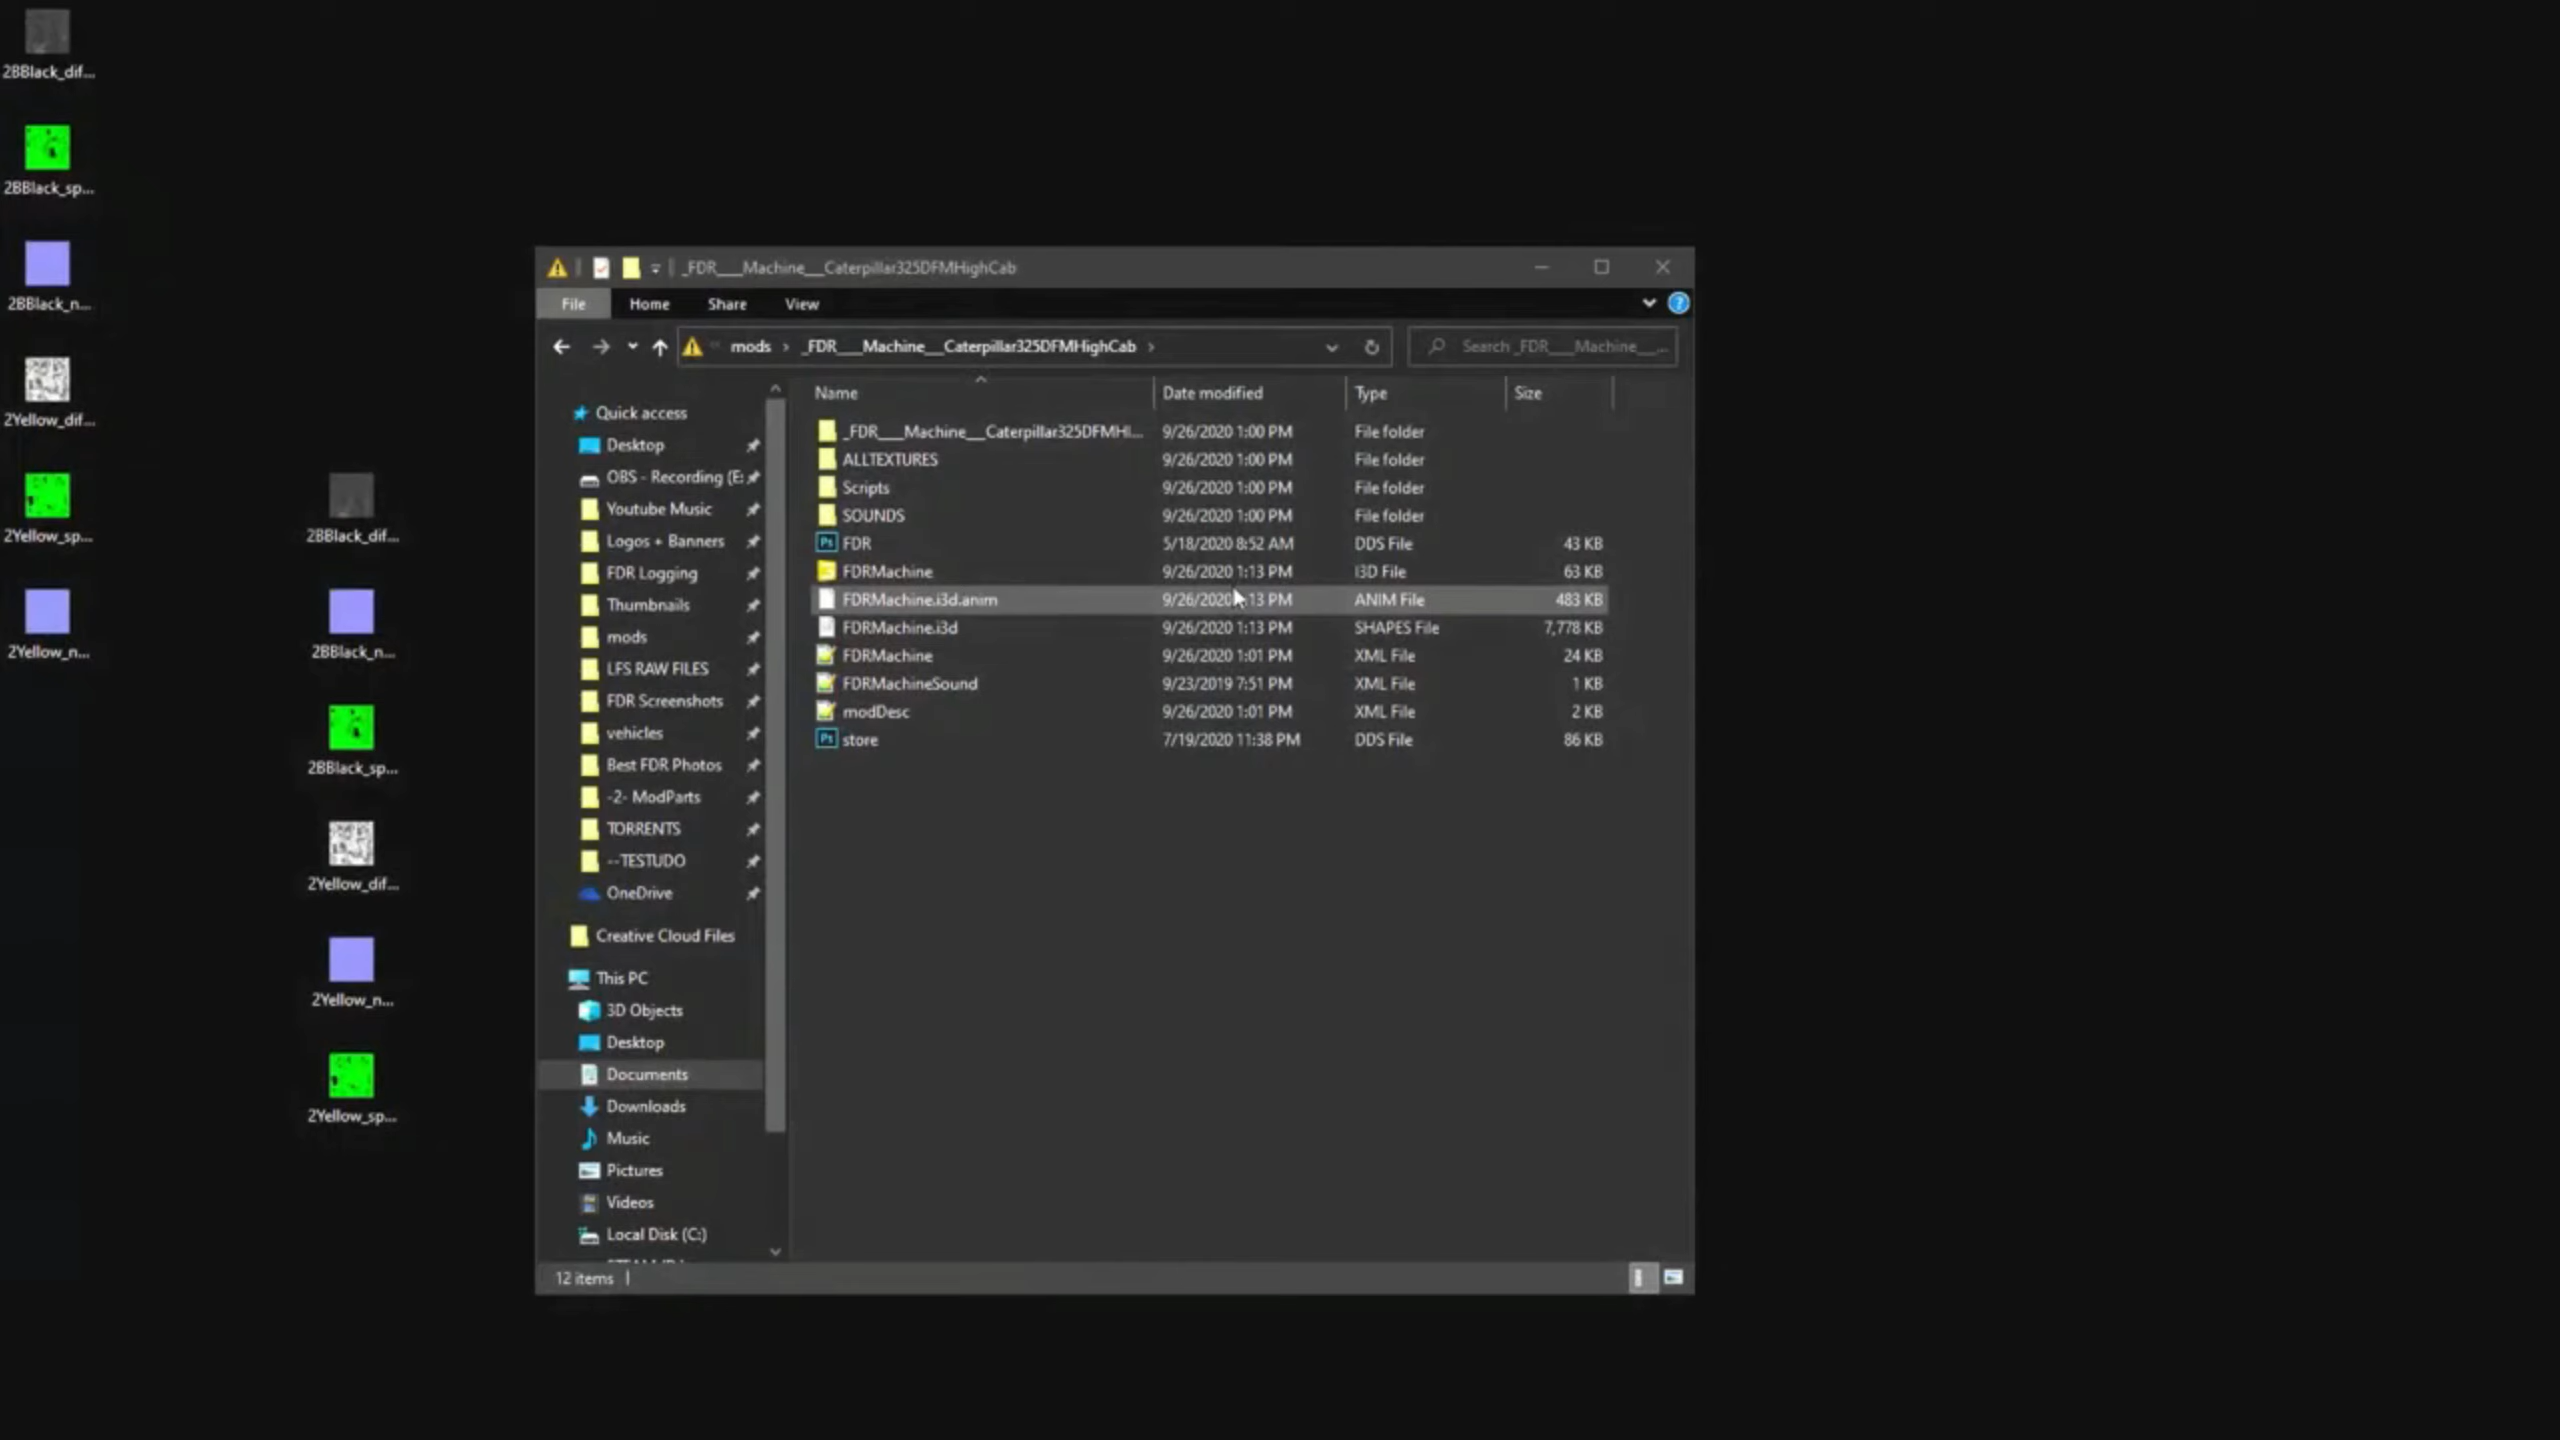 2BBlack_dif...
2BBlack_sp...
2BBlack_n...
2Yellow_dif...
2Yellow_sp...
2Yellow_n...
2BBlack_dif...
2BBlack_n...
2BBlack_sp...
2Yellow_dif...
2Yellow_n...
2Yellow_sp...
_FDR___Machine__Caterpillar325DFMHighCab
File Home Share View
mods > _FDR___Machine__Caterpillar325DFMHighCab >
Search _FDR___Machine__...
Name Date modified Type Size
Quick access
Desktop
OBS - Recording (E:
Youtube Music
Logos + Banners
FDR Logging
Thumbnails
mods
LFS RAW FILES
FDR Screenshots
vehicles
Best FDR Photos
-2- ModParts
TORRENTS
--TESTUDO
OneDrive
Creative Cloud Files
This PC
3D Objects
Desktop
Documents
Downloads
Music
Pictures
Videos
Local Disk (C:)
_FDR___Machine__Caterpillar325DFMHI... 9/26/2020 1:00 PM File folder
ALLTEXTURES 9/26/2020 1:00 PM File folder
Scripts 9/26/2020 1:00 PM File folder
SOUNDS 9/26/2020 1:00 PM File folder
Ps FDR 5/18/2020 8:52 AM DDS File 43 KB
FDRMachine 9/26/2020 1:13 PM I3D File 63 KB
FDRMachine.i3d.anim 9/26/2020 :13 PM ANIM File 483 KB
FDRMachine.i3d 9/26/2020 1:13 PM SHAPES File 7,778 KB
FDRMachine 9/26/2020 1:01 PM XML File 24 KB
FDRMachineSound 9/23/2019 7:51 PM XML File 1 KB
modDesc 9/26/2020 1:01 PM XML File 2 KB
Ps store 7/19/2020 11:38 PM DDS File 86 KB
12 items